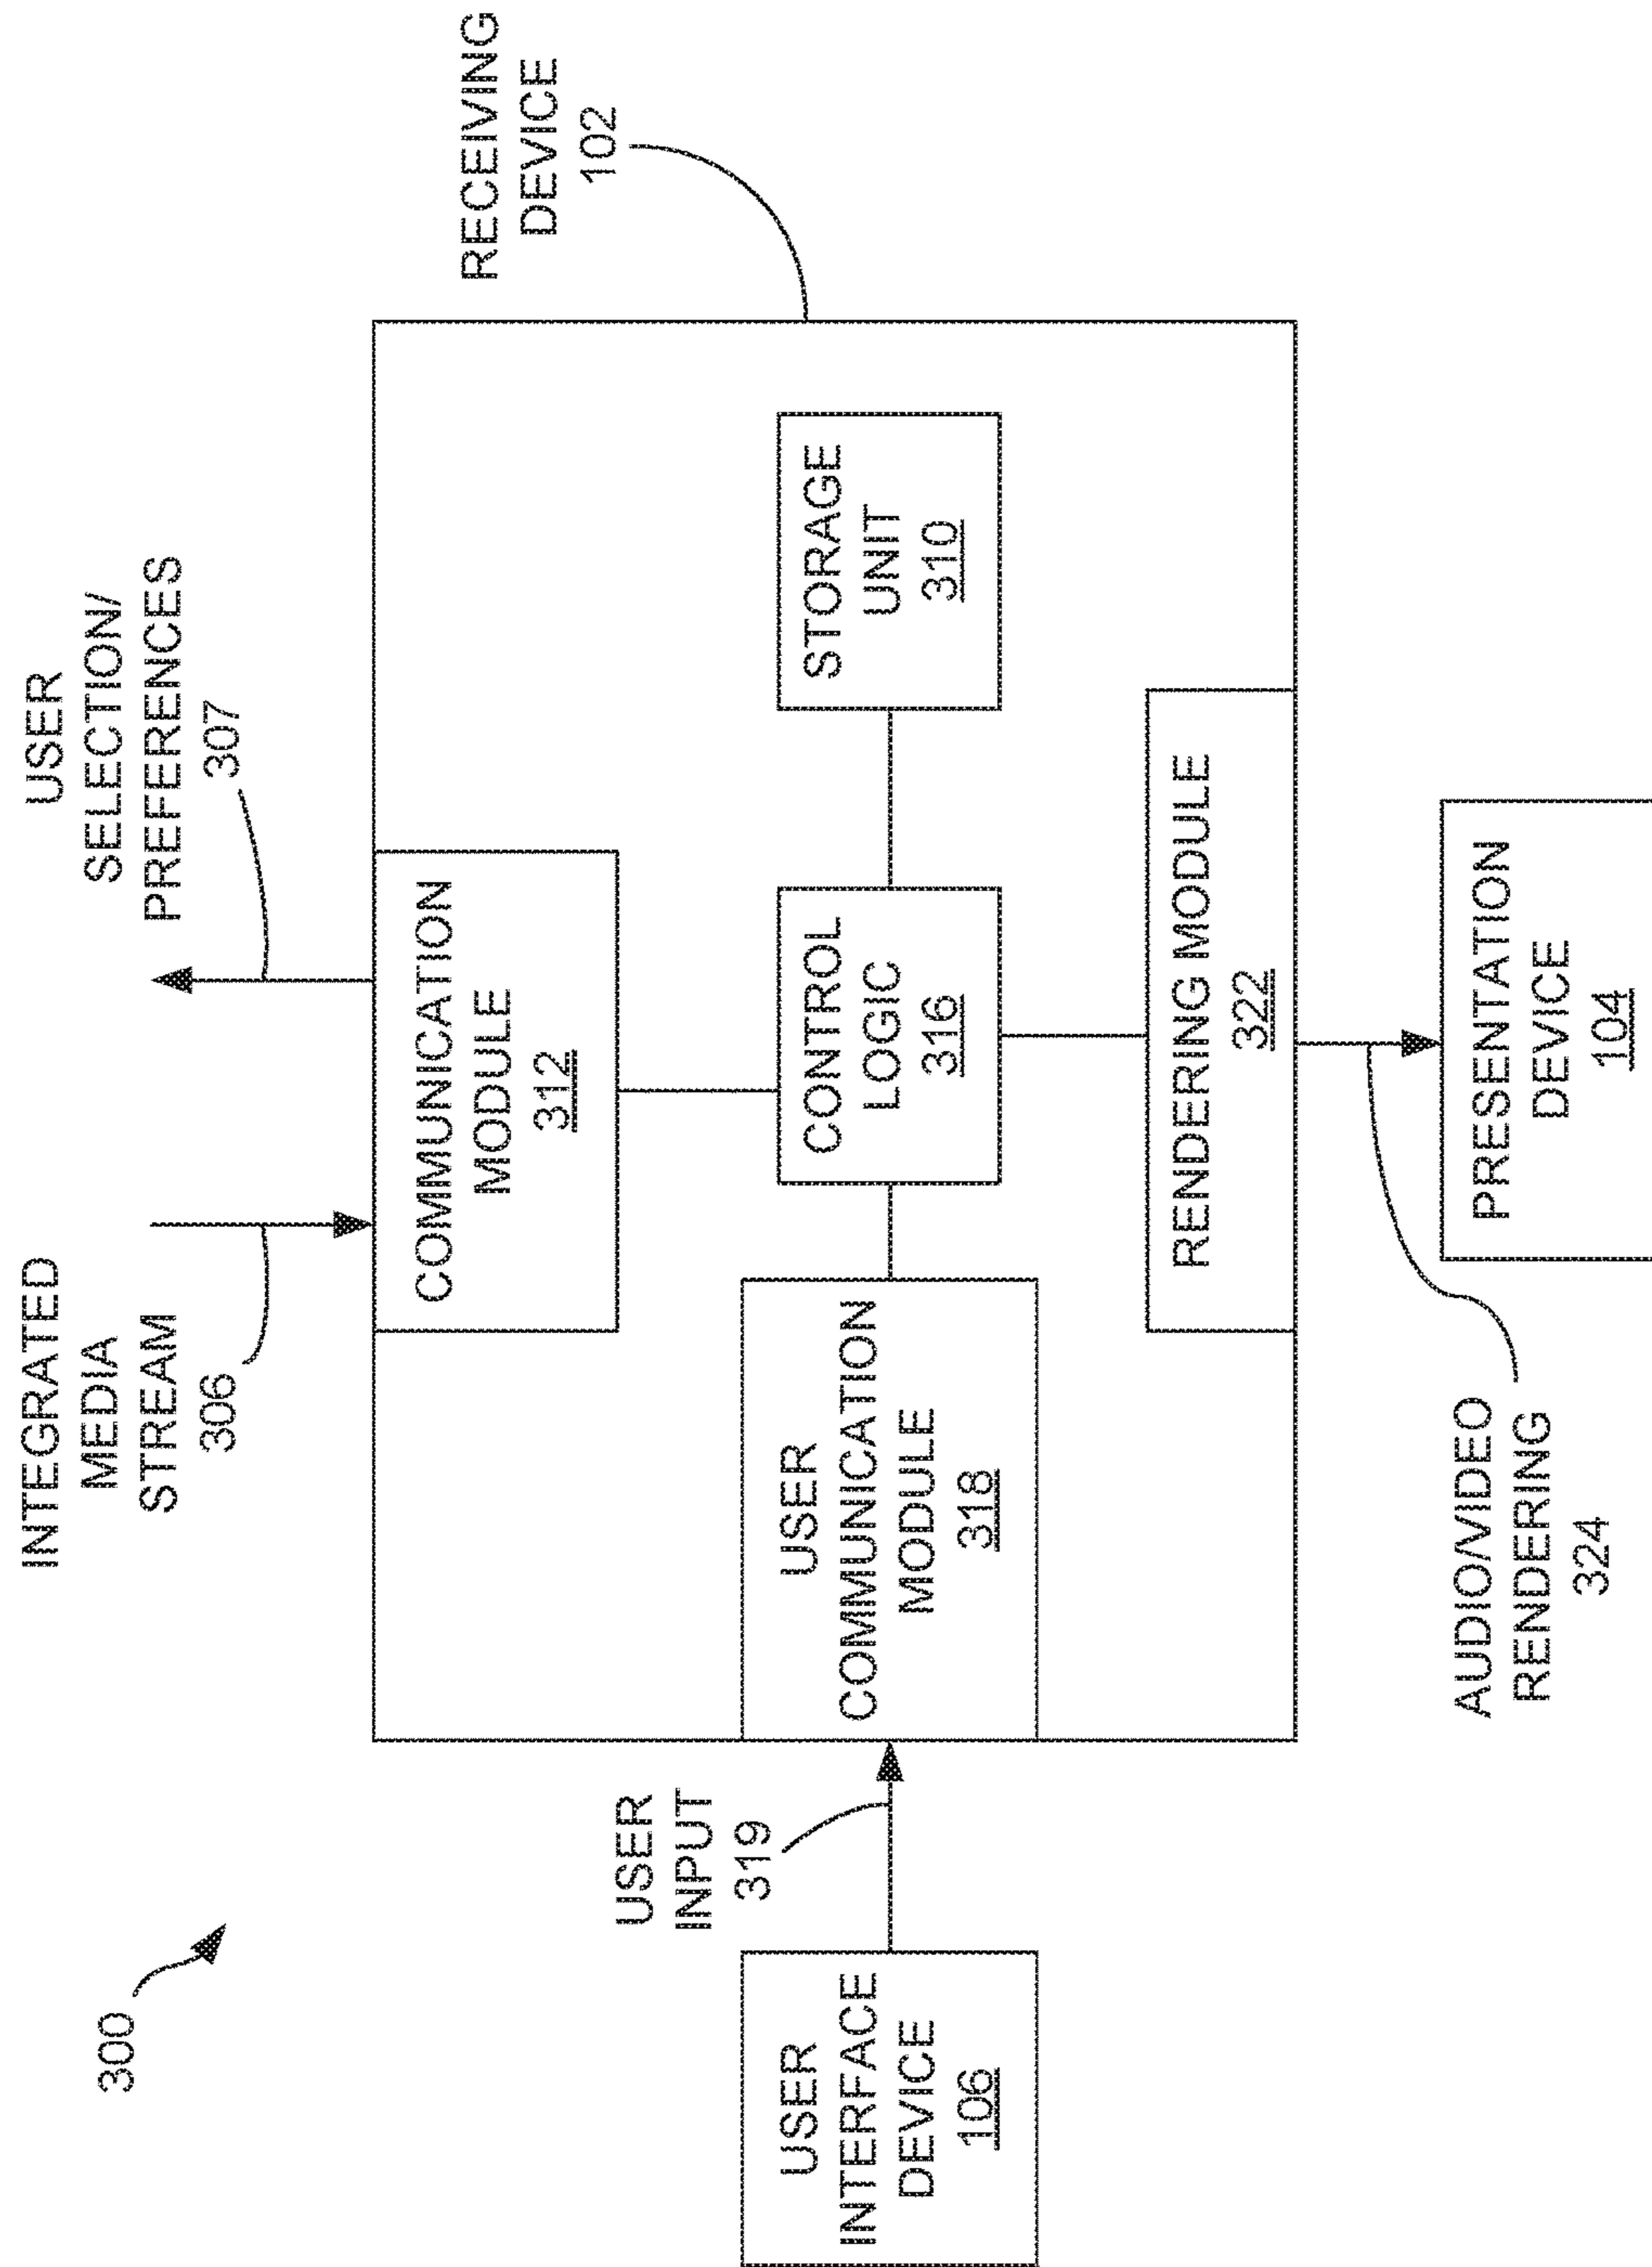 300
INTEGRATED
MEDIA
STREAM
306
USER
SELECTION/
PREFERENCES
307
RECEIVING
DEVICE
102
COMMUNICATION
MODULE
312
USER
INTERFACE
DEVICE
106
USER
INPUT
319
USER
COMMUNICATION
MODULE
318
CONTROL
LOGIC
316
STORAGE
UNIT
310
RENDERING MODULE
322
AUDIO/VIDEO
RENDERING
324
PRESENTATION
DEVICE
104